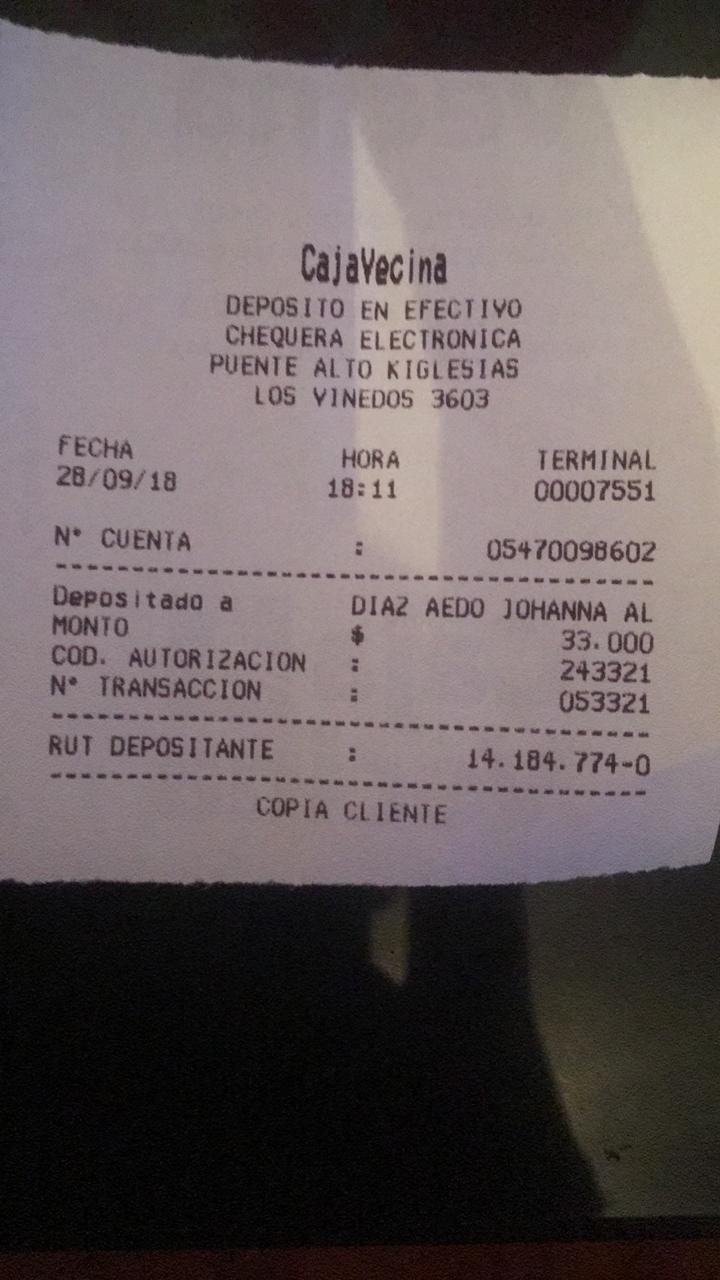 CajaVecina
DEPOSITO EN EFECTIVO
CHEQUERA ELECTRONICA
PUENTE ALTO KIGLESIAS
LOS VINEDOS 3603
FECHA HORA TERMINAL
28/09/18 18:11 00007551
N° CUENTA : 05470098602
Depositado a DIAZ AEDO JOHANNA AL
MONTO $ 33.000
COD. AUTORIZACION : 243321
N° TRANSACCION : 053321
RUT DEPOSITANTE : 14.184.774-0
COPIA CLIENTE